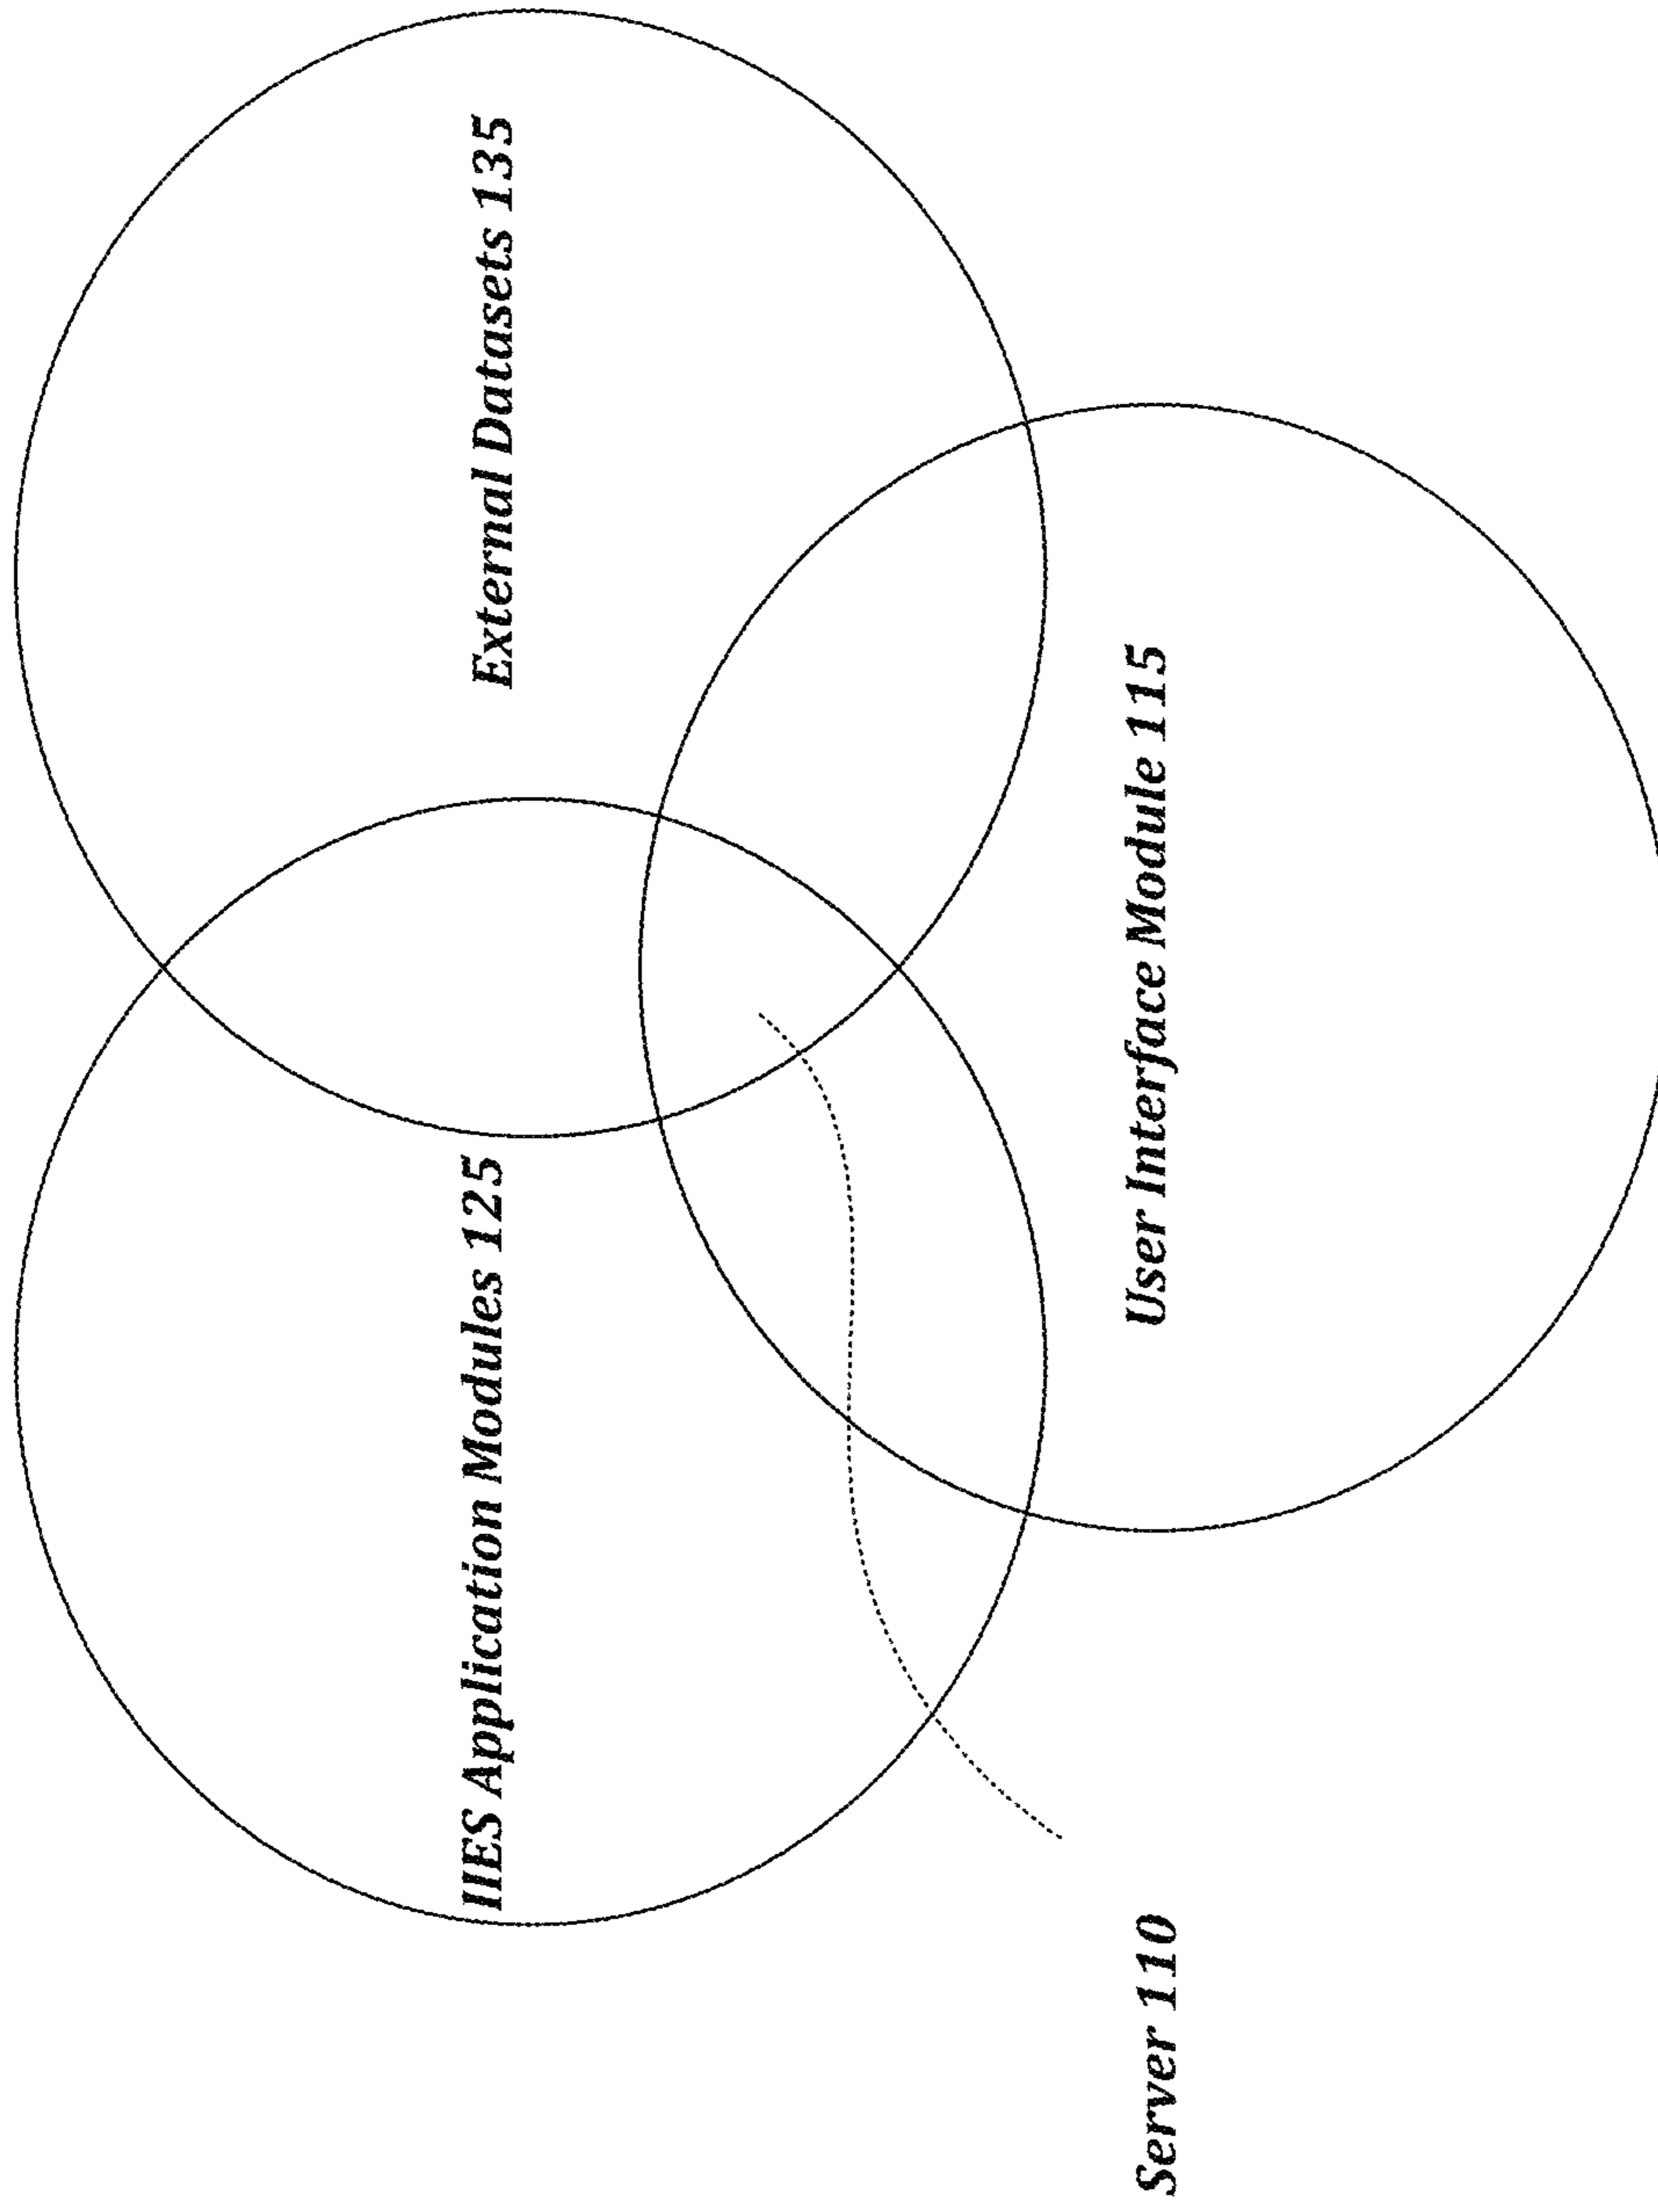 IIES Application Modules 125
External Datasets 135
Server 110
User Interface Module 115